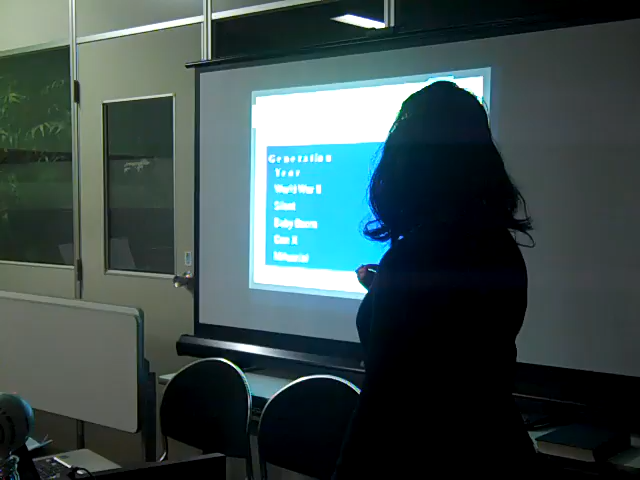 Generation
Year
World War II
Silent
Baby Boom
Gen X
Millennial